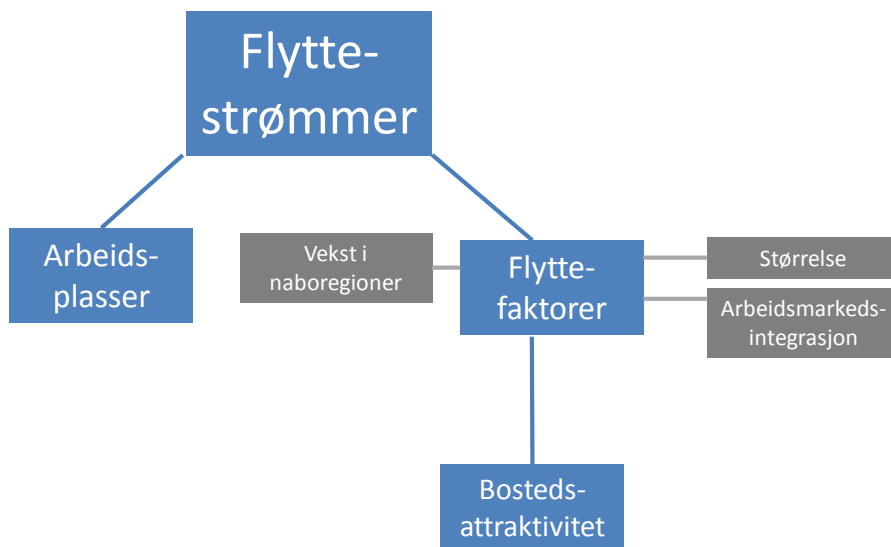 Flytte-
strømmer
Arbeids-
plasser
Vekst i
naboregioner
Flytte-
faktorer
Størrelse
Arbeidsmarkeds-
integrasjon
Bosteds-
attraktivitet